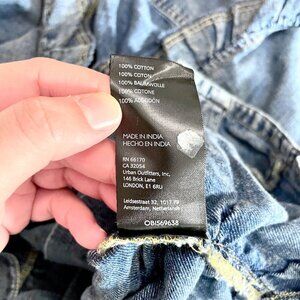 100% COTTON
100% COTON
100% BAUMWOLLE
100% COTONE
100% ALGODÓN
MADE IN INDIA
HECHO EN INDIA
RN 66170
CA 32054
Urban Outfitters, Inc
146 Brick Lane
LONDON, E1 6RU
Leidsestraat 32, 1017 79
Amsterdam, Netherlands
OBI569638